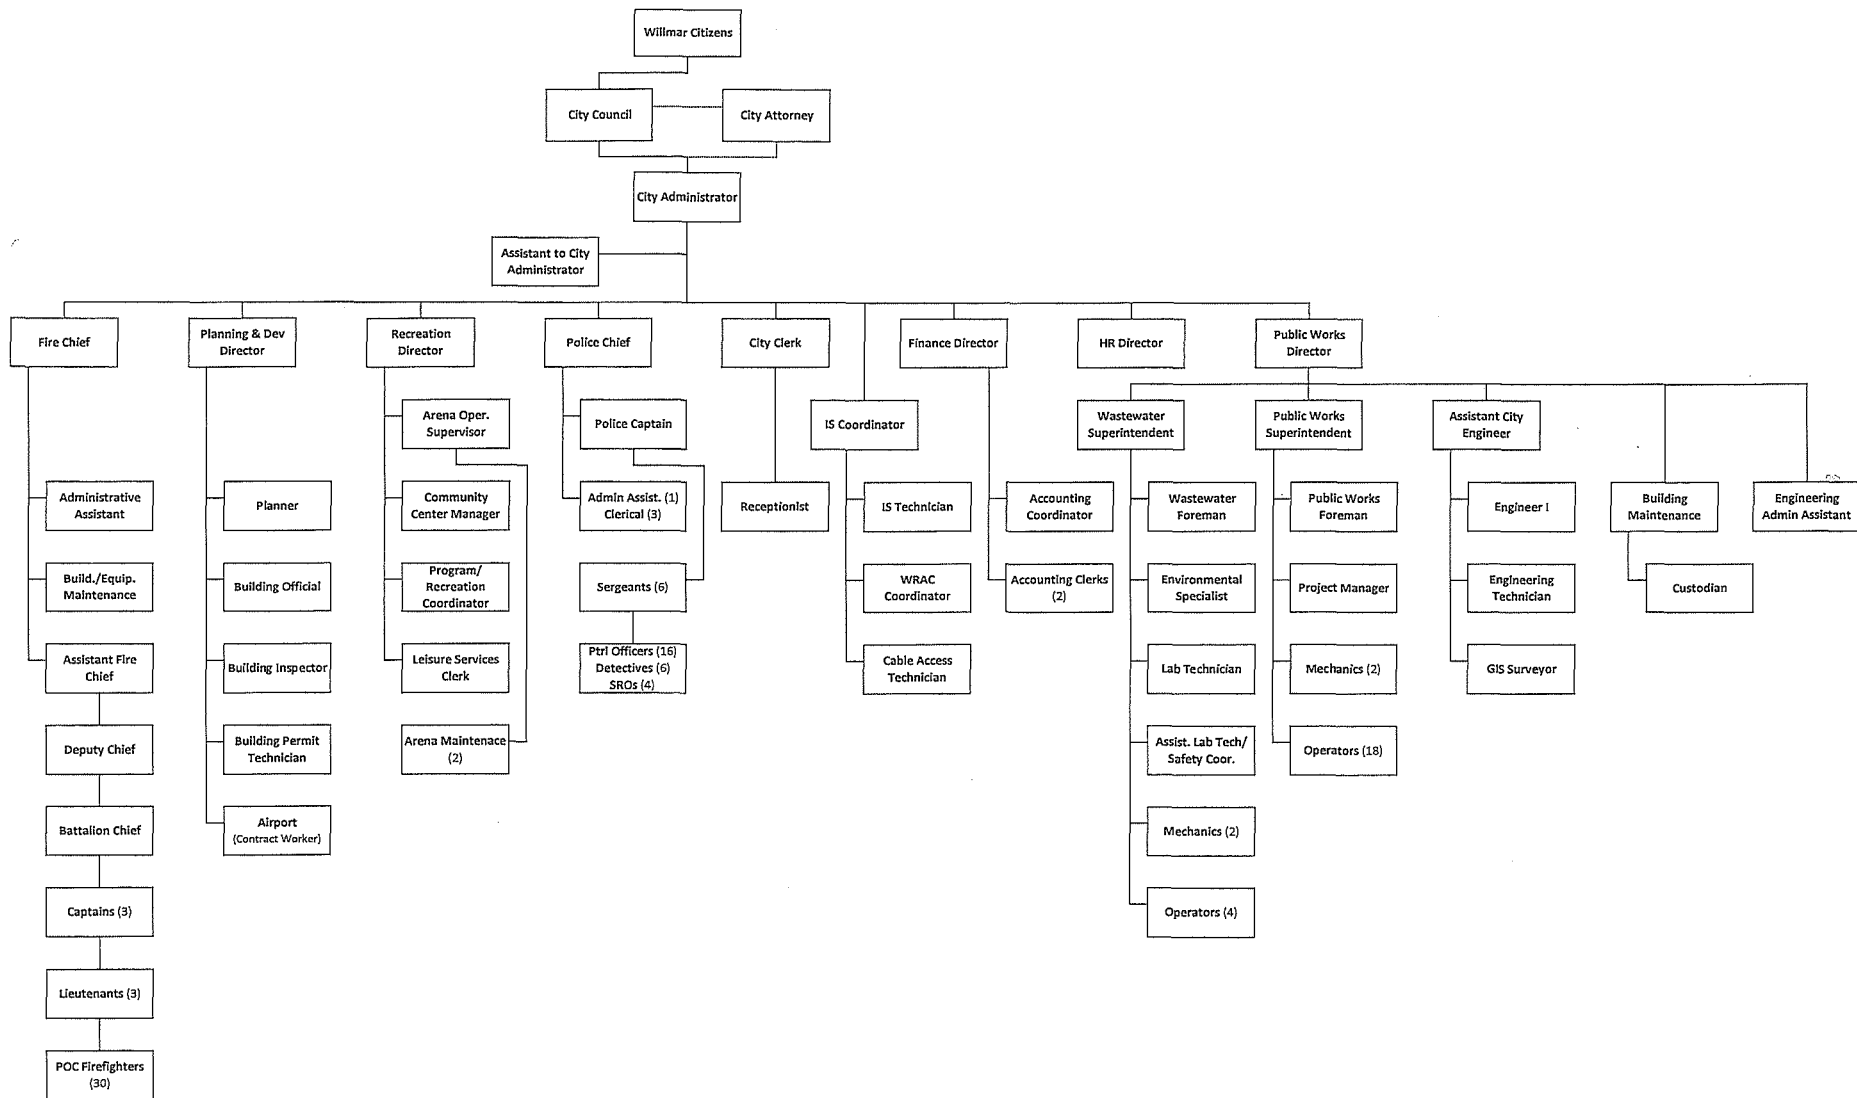 Willmar Citizens
City Council
City Attorney
City Administrator
Assistant to City
Administrator
Fire Chief
Planning & Dev
Director
Recreation
Director
Police Chief
City Clerk
Finance Director
HR Director
Public Works
Director
Arena Oper.
Supervisor
Police Captain
IS Coordinator
Wastewater
Superintendent
Public Works
Superintendent
Assistant City
Engineer
Administrative
Assistant
Planner
Community
Center Manager
Admin Assist. (1)
Clerical (3)
Receptionist
IS Technician
Accounting
Coordinator
Wastewater
Foreman
Public Works
Foreman
Engineer I
Building
Maintenance
Engineering
Admin Assistant
Build./Equip.
Maintenance
Building Official
Program/
Recreation
Coordinator
Sergeants (6)
WRAC
Coordinator
Accounting Clerks
(2)
Environmental
Specialist
Project Manager
Engineering
Technician
Custodian
Assistant Fire
Chief
Building Inspector
Leisure Services
Clerk
Ptrl Officers (16)
Detectives (6)
SROs (4)
Cable Access
Technician
Lab Technician
Mechanics (2)
GIS Surveyor
Deputy Chief
Building Permit
Technician
Arena Maintenace
(2)
Assist. Lab Tech/
Safety Coor.
Operators (18)
Battalion Chief
Airport
(Contract Worker)
Mechanics (2)
Captains (3)
Operators (4)
Lieutenants (3)
POC Firefighters
(30)